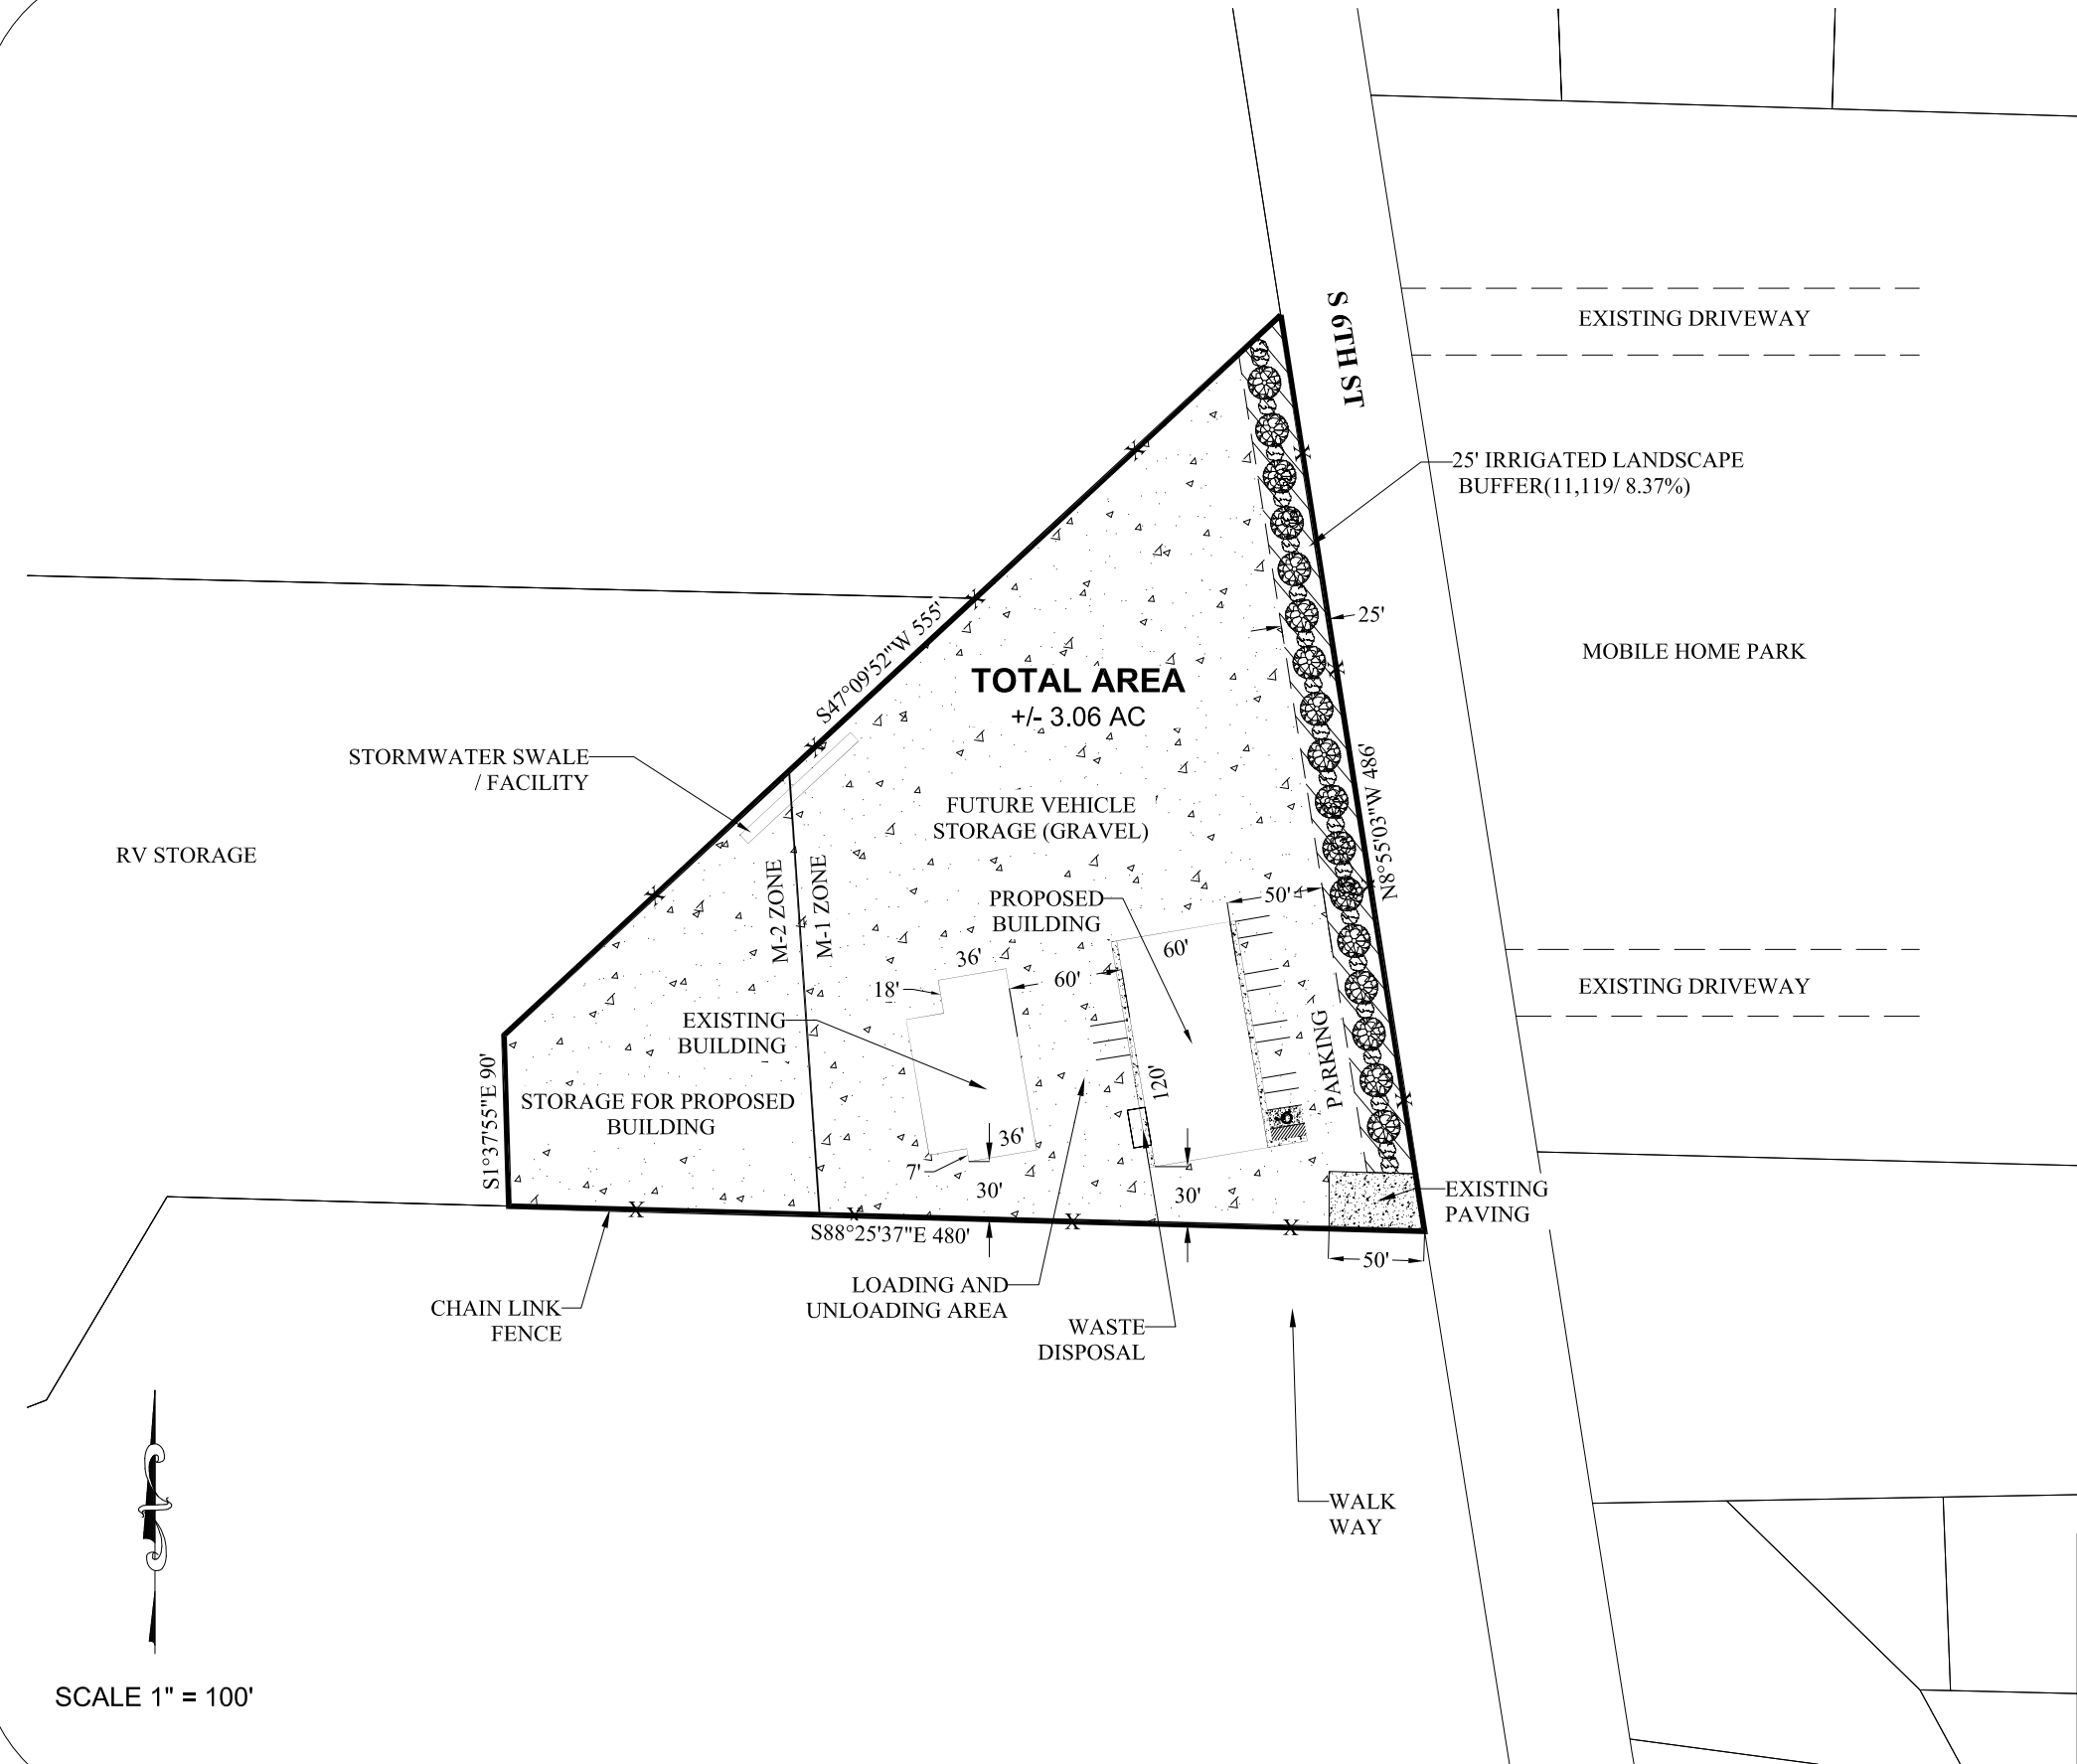 S 9TH ST
EXISTING DRIVEWAY
25' IRRIGATED LANDSCAPE
BUFFER(11,119/ 8.37%)
25'
MOBILE HOME PARK
S47°09'52"W 555'
TOTAL AREA
+/- 3.06 AC
STORMWATER SWALE
/ FACILITY
N8°55'03"W 486'
FUTURE VEHICLE
STORAGE (GRAVEL)
RV STORAGE
M-2 ZONE
M-1 ZONE
PROPOSED
BUILDING
50'
60'
36'
60'
18'
EXISTING DRIVEWAY
EXISTING
BUILDING
PARKING
120'
S1°37'55"E 90'
STORAGE FOR PROPOSED
BUILDING
36'
7'
30'
30'
EXISTING
PAVING
X
X
X
X
X
X
X
X
X
X
X
X
X
S88°25'37"E 480'
50'
LOADING AND
UNLOADING AREA
CHAIN LINK
FENCE
WASTE
DISPOSAL
WALK
WAY
SCALE 1" = 100'